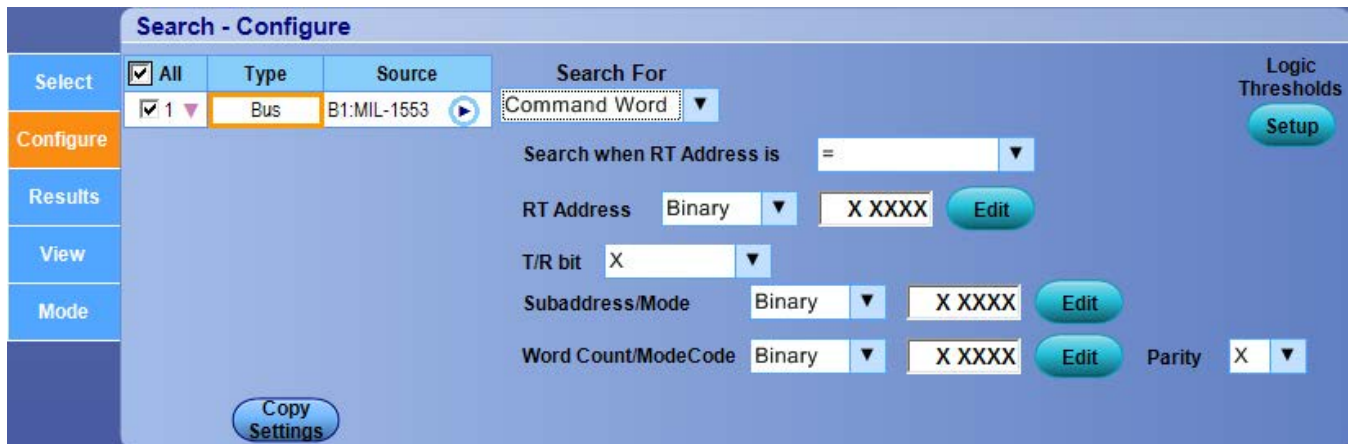 Search - Configure
Select
Configure
Results
View
Mode
All Type Source
1 Bus B1:MIL-1553
Copy
Settings
Search For
Command Word
Logic
Thresholds
Setup
Search when RT Address is =
RT Address Binary X XXXX Edit
T/R bit X
Subaddress/Mode Binary X XXXX Edit
Word Count/ModeCode Binary X XXXX Edit Parity X